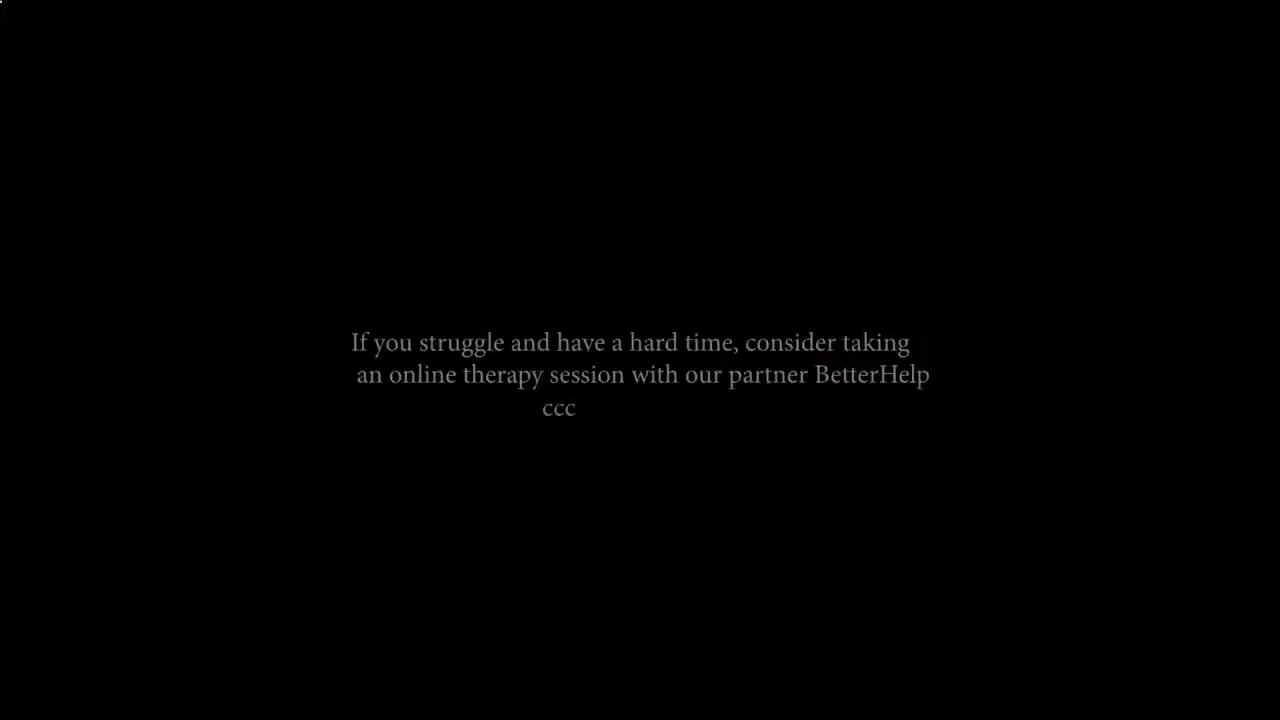 If you struggle and have a hard time, consider taking
an online therapy session with our partner BetterHelp
ccc